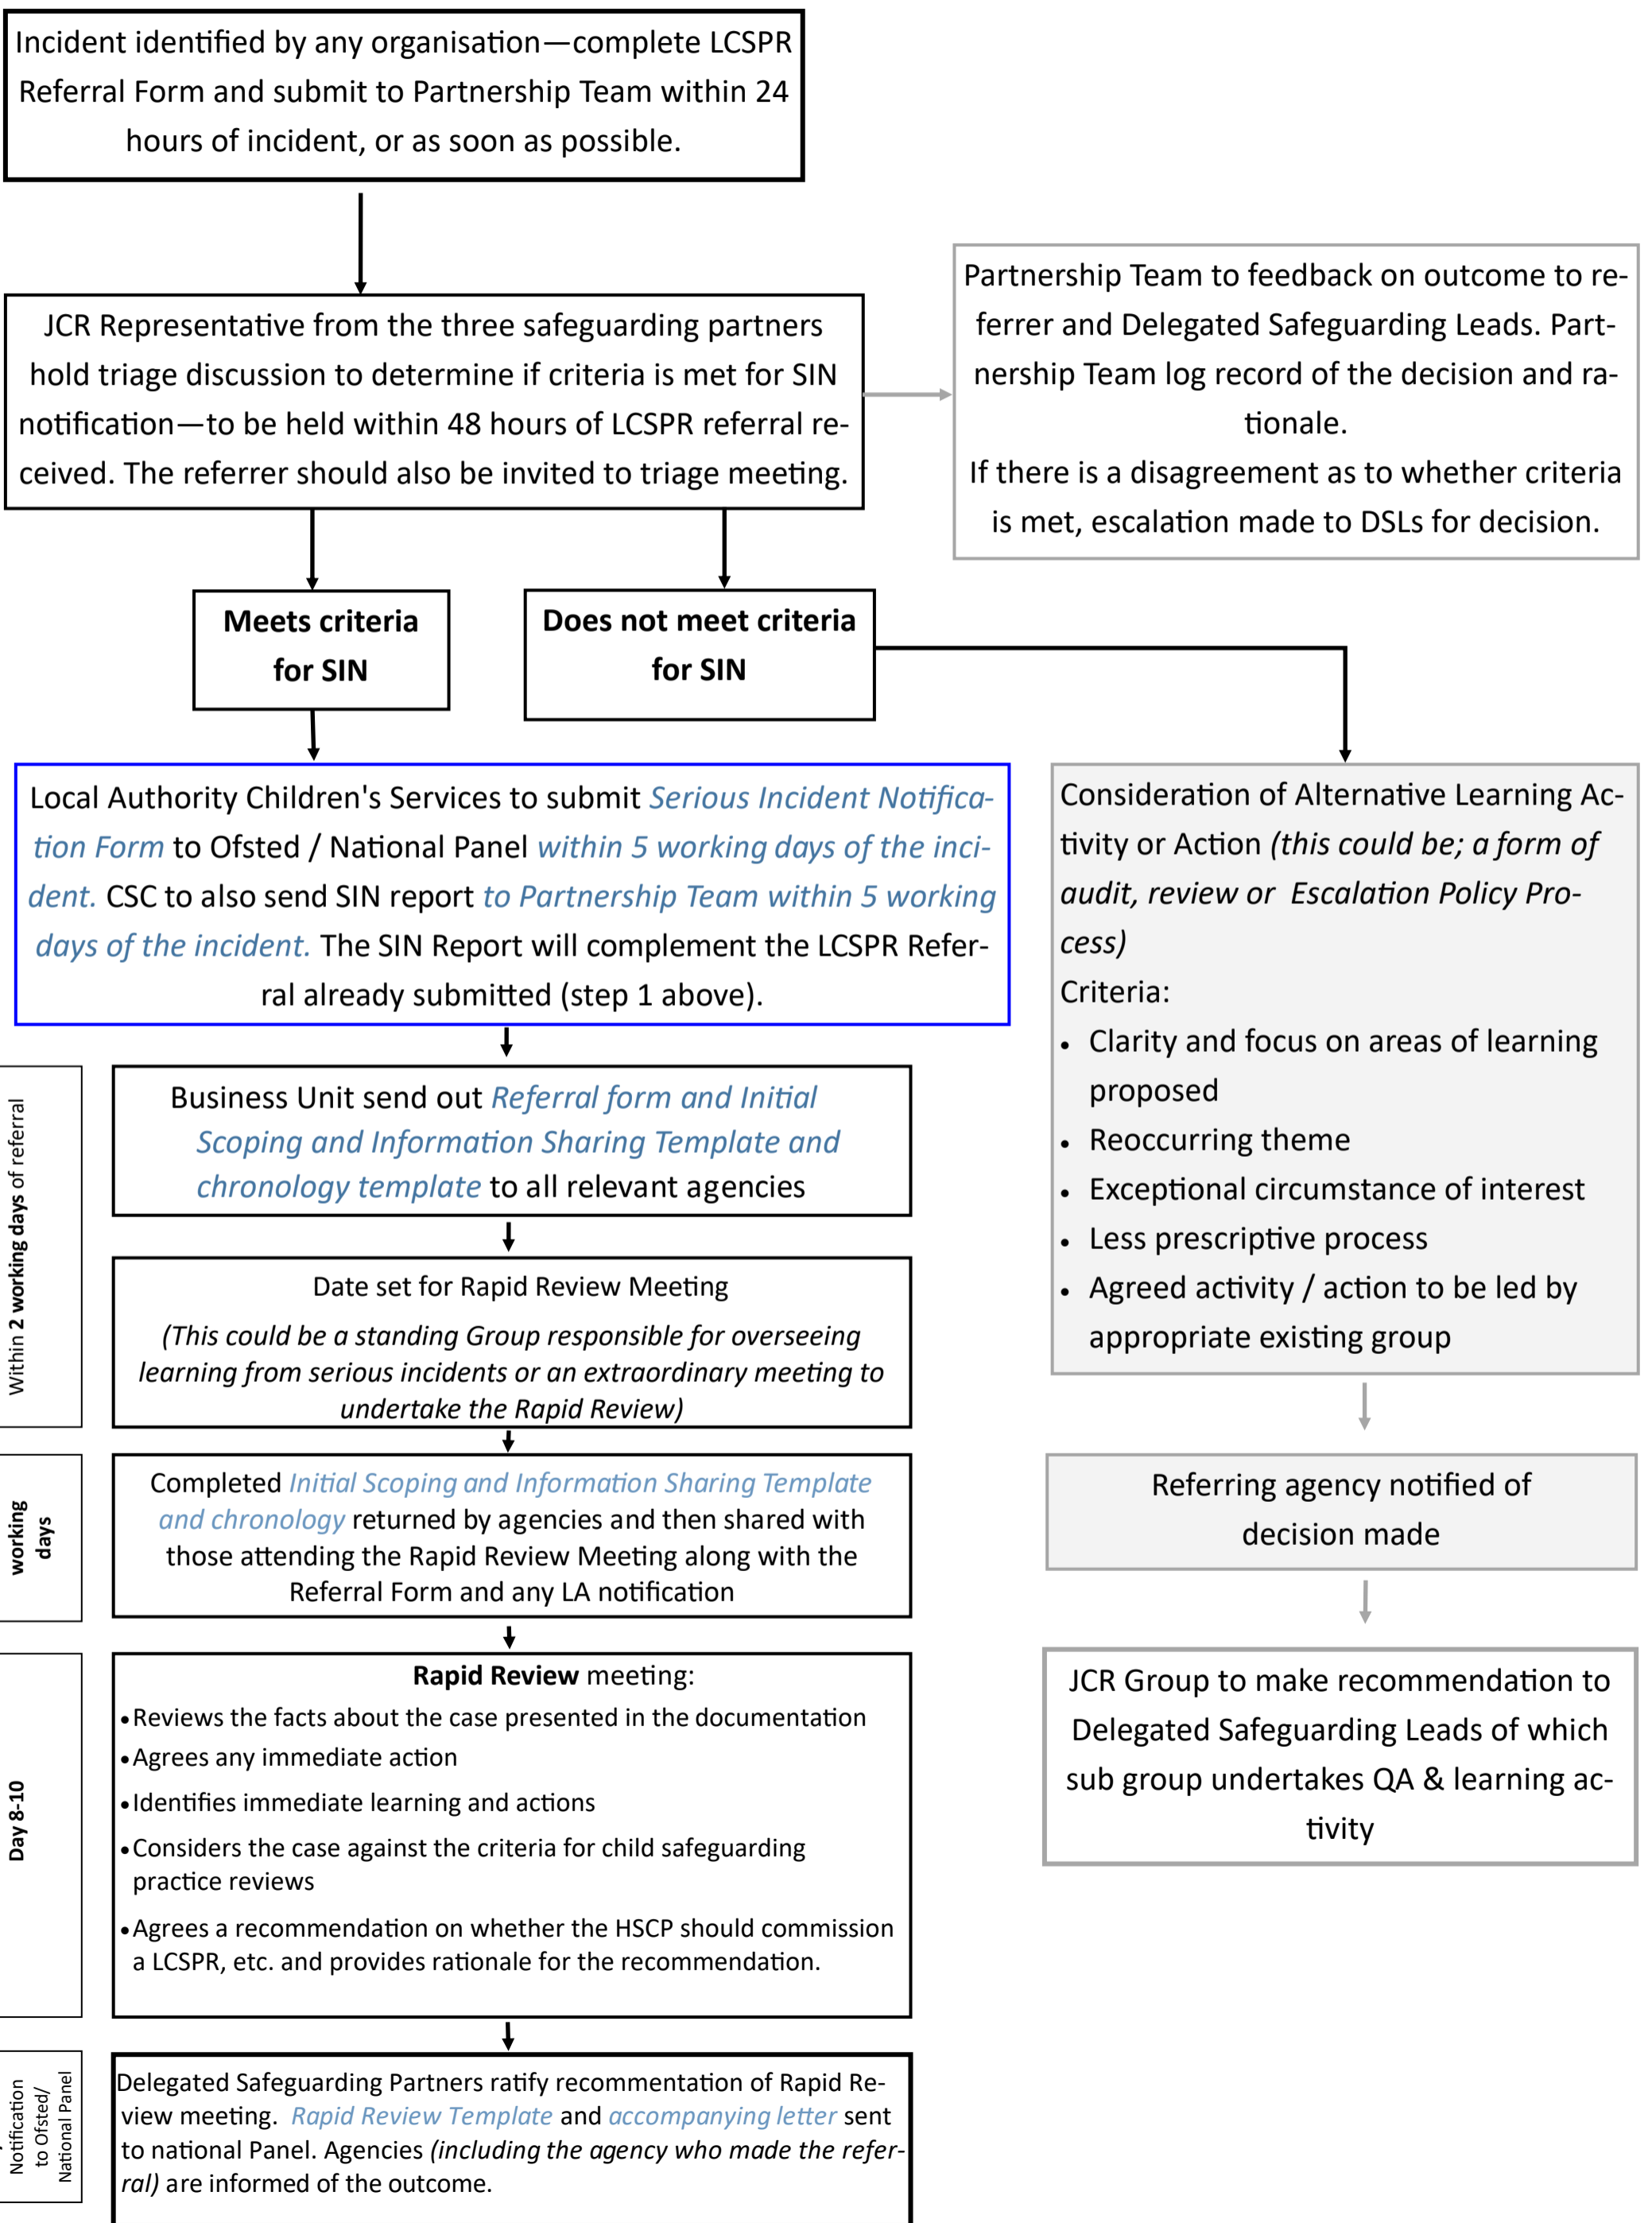 Incident identified by any organisation—complete LCSPR
Referral Form and submit to Partnership Team within 24
hours of incident, or as soon as possible.
JCR Representative from the three safeguarding partners
hold triage discussion to determine if criteria is met for SIN
notification—to be held within 48 hours of LCSPR referral re-
ceived. The referrer should also be invited to triage meeting.
Partnership Team to feedback on outcome to re-
ferrer and Delegated Safeguarding Leads. Part-
nership Team log record of the decision and ra-
tionale.
If there is a disagreement as to whether criteria
is met, escalation made to DSLs for decision.
Meets criteria
for SIN
Does not meet criteria
for SIN
Local Authority Children's Services to submit Serious Incident Notifica-
tion Form to Ofsted / National Panel within 5 working days of the inci-
dent. CSC to also send SIN report to Partnership Team within 5 working
days of the incident. The SIN Report will complement the LCSPR Refer-
ral already submitted (step 1 above).
Consideration of Alternative Learning Ac-
tivity or Action (this could be; a form of
audit, review or Escalation Policy Pro-
cess)
Criteria:
• Clarity and focus on areas of learning
proposed
• Reoccurring theme
• Exceptional circumstance of interest
• Less prescriptive process
• Agreed activity / action to be led by
appropriate existing group
Within 2 working days of referral
Business Unit send out Referral form and Initial
Scoping and Information Sharing Template and
chronology template to all relevant agencies
Date set for Rapid Review Meeting
(This could be a standing Group responsible for overseeing
learning from serious incidents or an extraordinary meeting to
undertake the Rapid Review)
working
days
Completed Initial Scoping and Information Sharing Template
and chronology returned by agencies and then shared with
those attending the Rapid Review Meeting along with the
Referral Form and any LA notification
Referring agency notified of
decision made
Day 8-10
Rapid Review meeting:
• Reviews the facts about the case presented in the documentation
• Agrees any immediate action
• Identifies immediate learning and actions
• Considers the case against the criteria for child safeguarding
practice reviews
• Agrees a recommendation on whether the HSCP should commission
a LCSPR, etc. and provides rationale for the recommendation.
JCR Group to make recommendation to
Delegated Safeguarding Leads of which
sub group undertakes QA & learning ac-
tivity
Notification
to Ofsted/
National Panel
Delegated Safeguarding Partners ratify recommentation of Rapid Re-
view meeting. Rapid Review Template and accompanying letter sent
to national Panel. Agencies (including the agency who made the refer-
ral) are informed of the outcome.